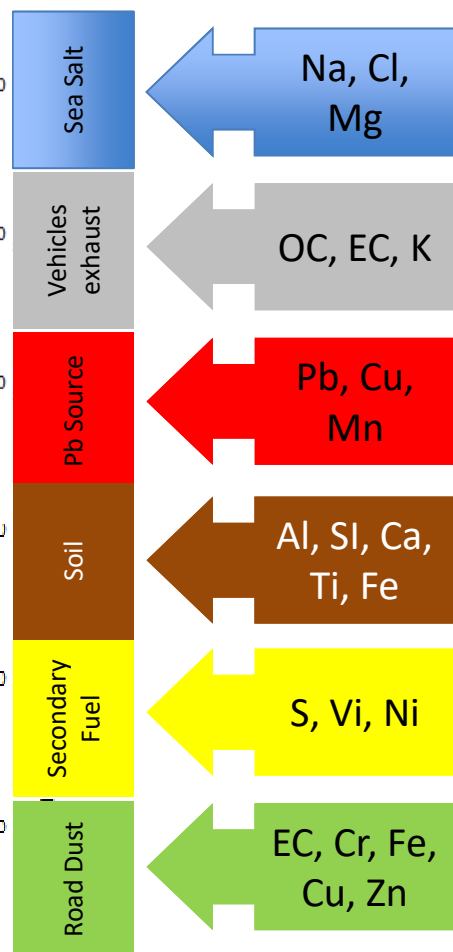 Sea Salt
Na, Cl,
Mg
Vehicles
exhaust
OC, EC, K
Pb Source
Pb, Cu,
Mn
Soil
Al, SI, Ca,
Ti, Fe
Secondary
Fuel
S, Vi, Ni
Road Dust
EC, Cr, Fe,
Cu, Zn